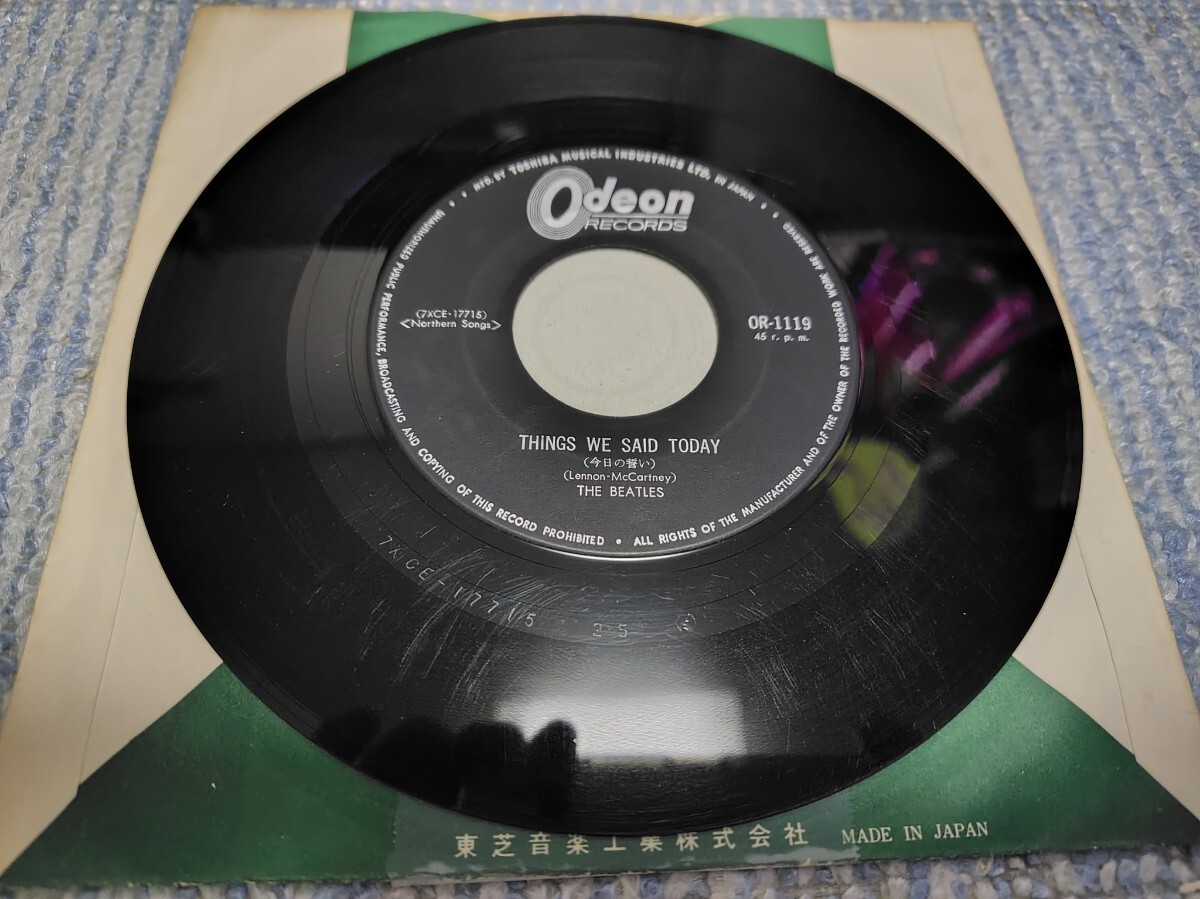 MFD. BY TOSHIBA MUSICAL INDUSTRIES LTD. IN JAPAN
Odeon
RECORDS
(7XCE-17715)
<Northern Songs>
OR-1119
45 r. p. m.
THINGS WE SAID TODAY
(今日の誓い)
(Lennon-McCartney)
THE BEATLES
UNAUTHORIZED PUBLIC PERFORMANCE, BROADCASTING AND COPYING OF THIS RECORD PROHIBITED • ALL RIGHTS OF THE MANUFACTURER AND OF THE OWNER OF THE RECORDED WORK ARE RESERVED
7XCE-17715 2S
東芝音楽工業株式会社 MADE IN JAPAN